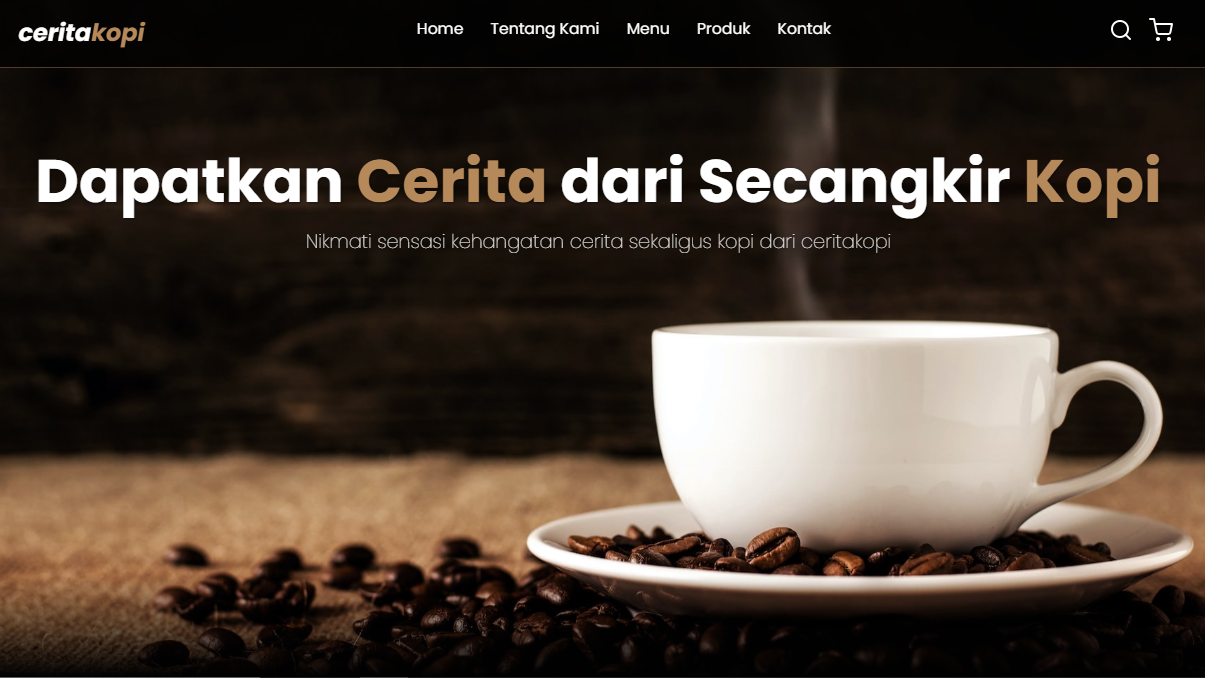 ceritakopi
Home Tentang Kami Menu Produk Kontak
Dapatkan Cerita dari Secangkir Kopi
Nikmati sensasi kehangatan cerita sekaligus kopi dari ceritakopi